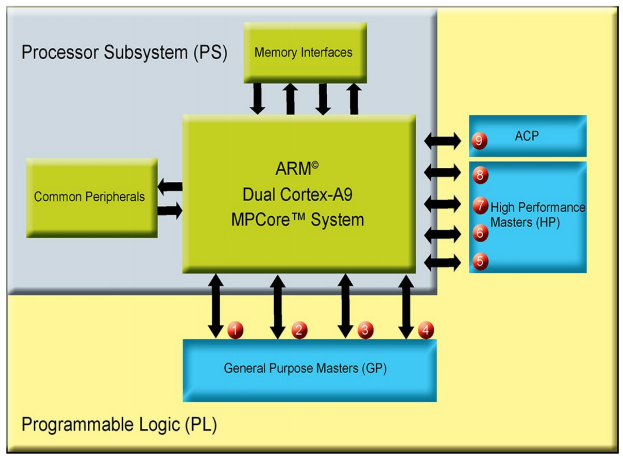 Processor Subsystem (PS)
Memory Interfaces
ARM©
Dual Cortex-A9
MPCore™ System
Common Peripherals
9
ACP
8
7
High Performance
Masters (HP)
6
5
1
2
3
4
General Purpose Masters (GP)
Programmable Logic (PL)